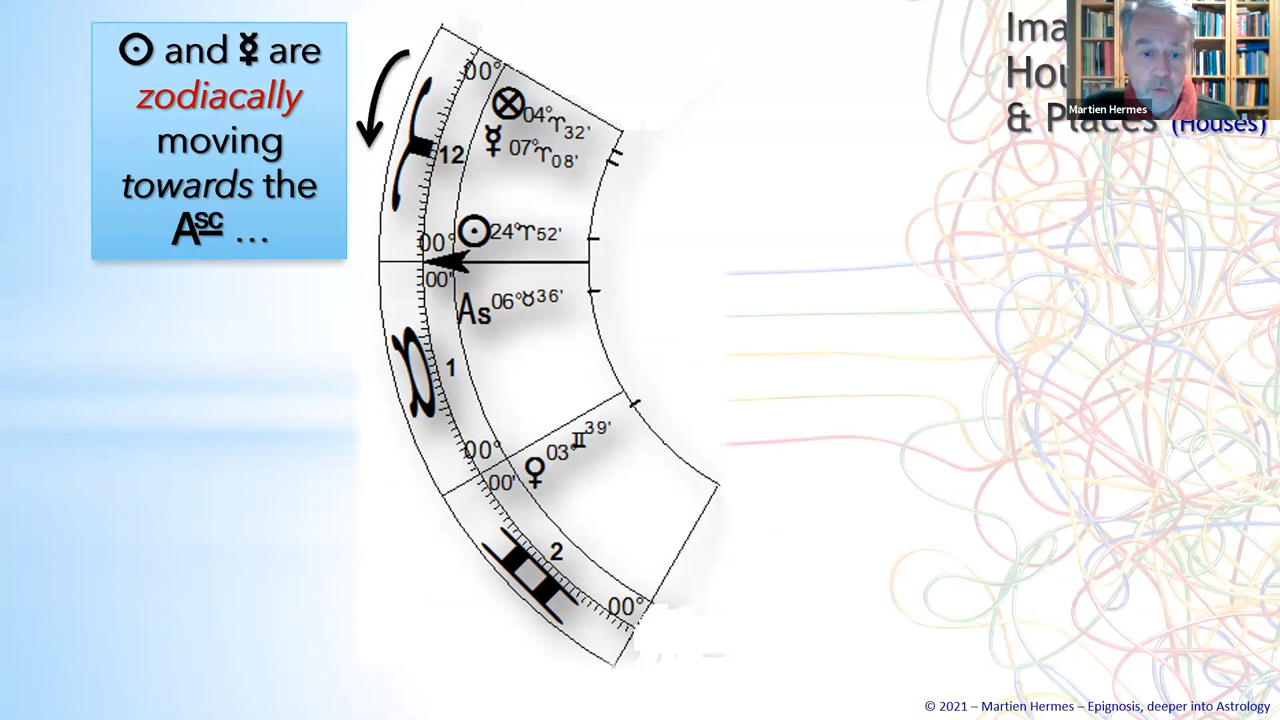 ☉ and ☿ are
zodiacally
moving
towards the
Asc …
00°
⊗ 04° ♈ 32'
☿ 07° ♈ 08'
12
☉ 24° ♈ 52'
00°
00'
As 06° ♉ 36'
1
00°
00'
♀ 03° ♊ 39'
2
00°
Ima
Hou
& Places (Houses)
Martien Hermes
© 2021 – Martien Hermes – Epignosis, deeper into Astrology